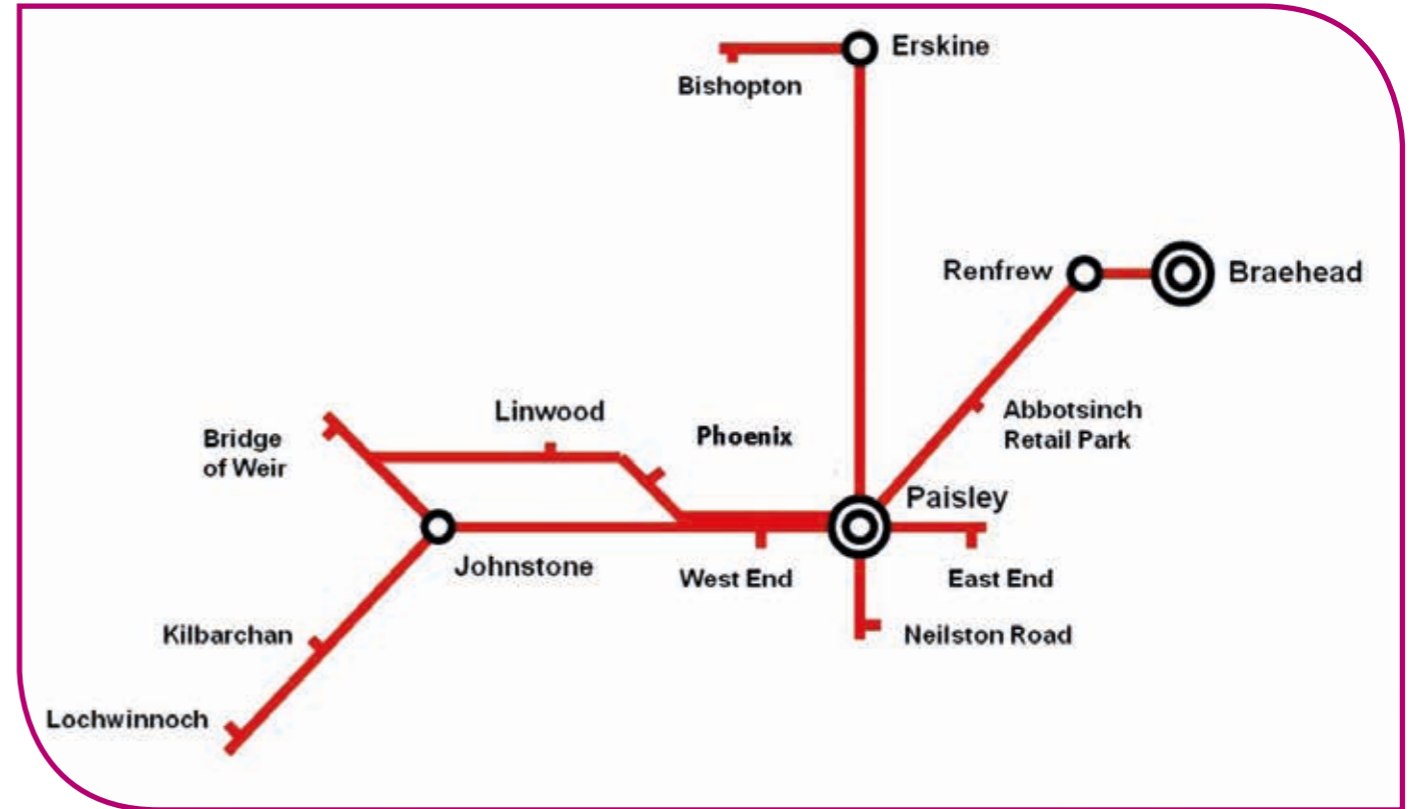 Erskine
Bishopton
Renfrew
Braehead
Linwood
Abbotsinch
Retail Park
Phoenix
Bridge
of Weir
Paisley
Johnstone
West End
East End
Kilbarchan
Neilston Road
Lochwinnoch